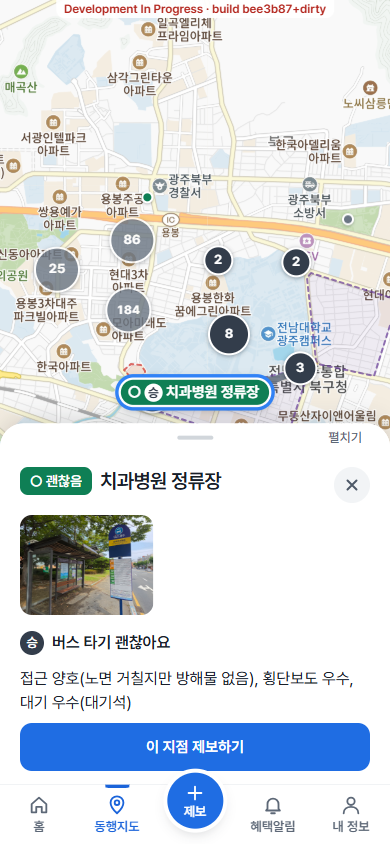 Development In Progress · build bee3b87+dirty
일곡엘리체
프라임아파트
삼각그린타운
아파트
매곡산
노씨삼릉단
서광인텔파크
아파트
한국아델리움
아파트
광주북부
경찰서
용봉주공
아파트
쌍용예가
아파트
광주북부
소방서
IC
용봉
86
2
2
25
현대3차
아파트
용봉3차대주
파크빌아파트
184
용봉한화
꿈에그린아파트
8
전남대학교
광주캠퍼스
한국아파트
3
북구청
승 치과병원 정류장
무등산자이앤어울림
펼치기
괜찮음
치과병원 정류장
승 버스 타기 괜찮아요
접근 양호(노면 거칠지만 방해물 없음), 횡단보도 우수,
대기 우수(대기석)
이 지점 제보하기
홈
동행지도
제보
혜택알림
내 정보